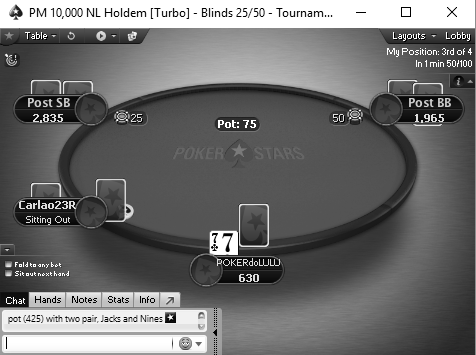 PM 10,000 NL Holdem [Turbo] - Blinds 25/50 - Tournam...
Table
Layouts
Lobby
My Position: 3rd of 4
In 1 min 50/100
Post SB
2,835
25
Pot: 75
50
Post BB
1,965
POKER STARS
Carlao23R
Sitting Out
7
7
POKERdoLULU
630
Fold to any bet
Sit out next hand
Chat
Hands
Notes
Stats
Info
pot (425) with two pair, Jacks and Nines